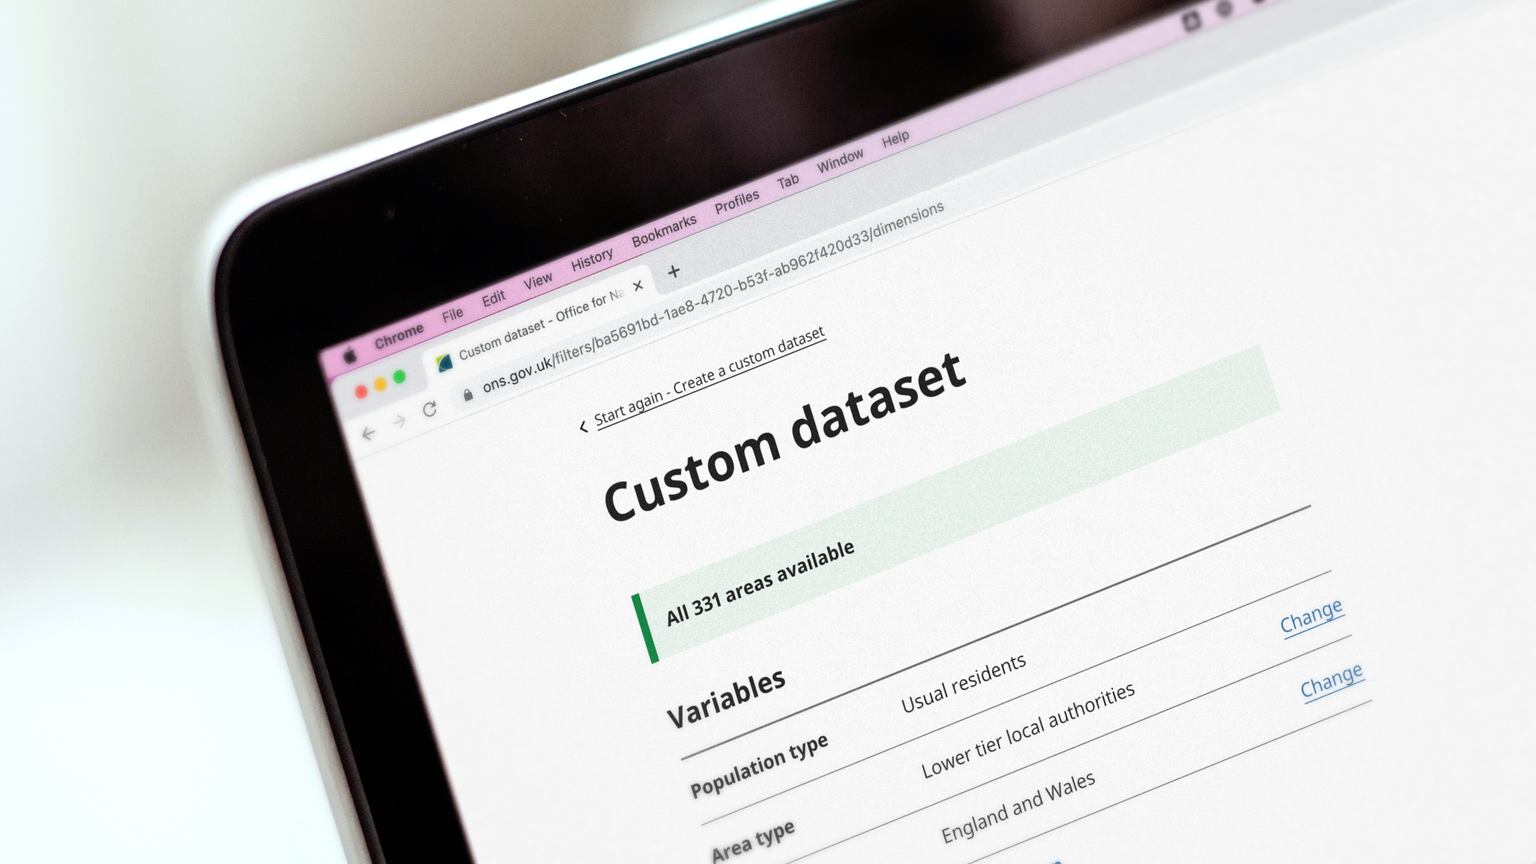 Chrome File Edit View History Bookmarks Profiles Tab Window Help
Custom dataset - Office for Na
ons.gov.uk/filters/ba5691bd-1ae8-4720-b53f-ab962f420d33/dimensions
Start again - Create a custom dataset
Custom dataset
All 331 areas available
Variables
Population type Usual residents
Area type Lower tier local authorities Change
England and Wales Change